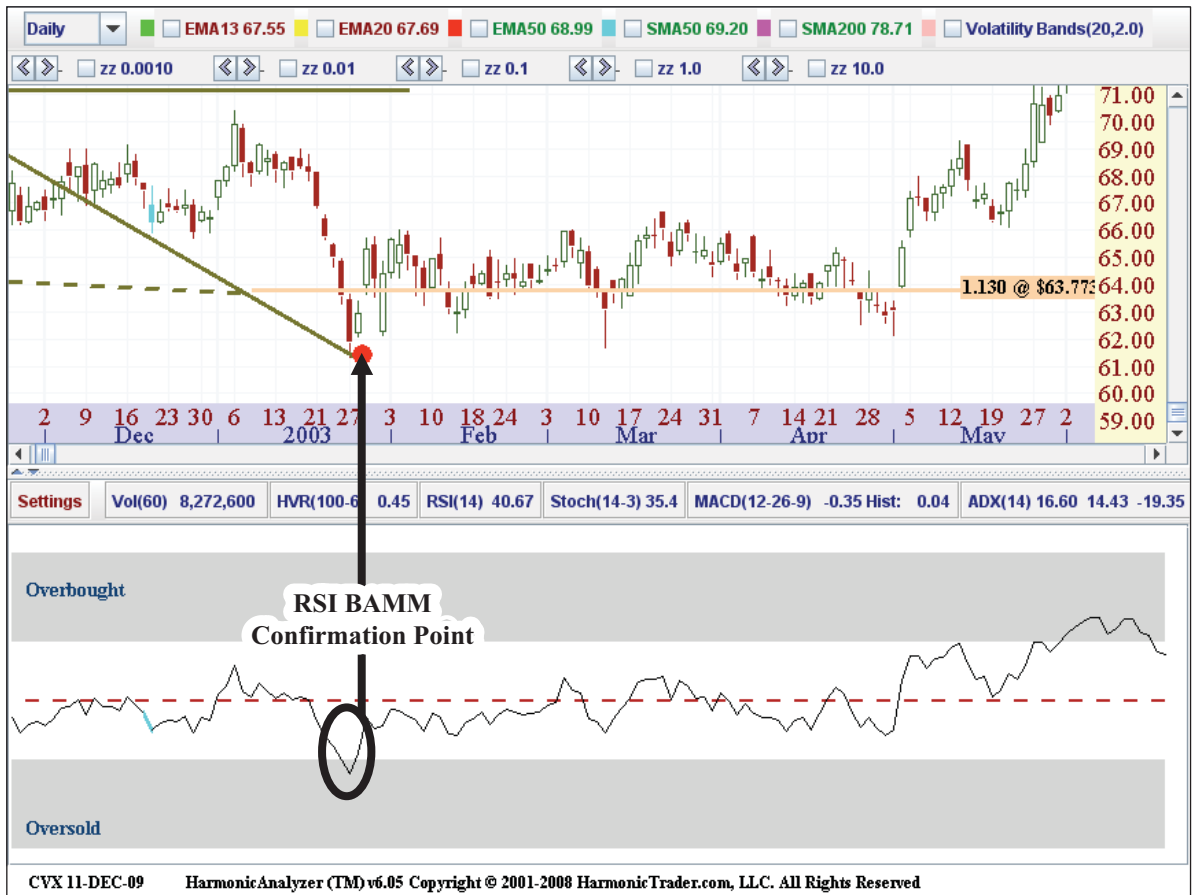 Daily EMA13 67.55 EMA20 67.69 EMA50 68.99 SMA50 69.20 SMA200 78.71 Volatility Bands(20,2.0)
zz 0.0010 zz 0.01 zz 0.1 zz 1.0 zz 10.0
71.00
70.00
69.00
68.00
67.00
66.00
65.00
1.130 @ $63.773 64.00
63.00
62.00
61.00
60.00
59.00
2 9 16 23 30 6 13 21 27 3 10 18 24 3 10 17 24 31 7 14 21 28 5 12 19 27 2
Dec 2003 Feb Mar Apr May
Settings Vol(60) 8,272,600 HVR(100-6 0.45 RSI(14) 40.67 Stoch(14-3) 35.4 MACD(12-26-9) -0.35 Hist: 0.04 ADX(14) 16.60 14.43 -19.35
Overbought
RSI BAMM
Confirmation Point
Oversold
CVX 11-DEC-09 HarmonicAnalyzer (TM) v6.05 Copyright © 2001-2008 HarmonicTrader.com, LLC. All Rights Reserved